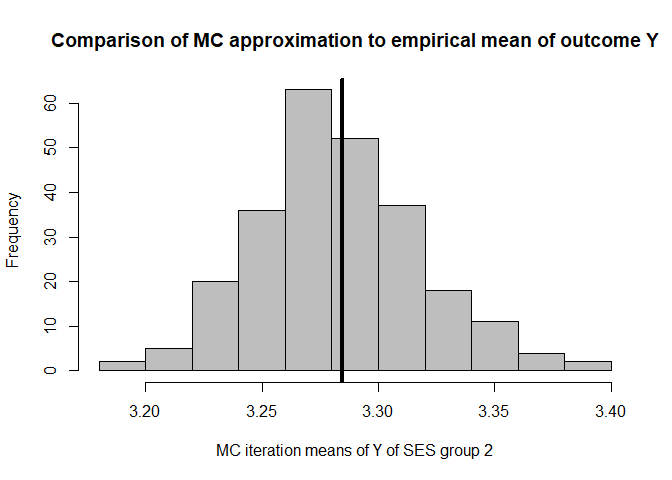 Comparison of MC approximation to empirical mean of outcome Y
Frequency
60
50
40
30
20
10
0
3.20 3.25 3.30 3.35 3.40
MC iteration means of Y of SES group 2